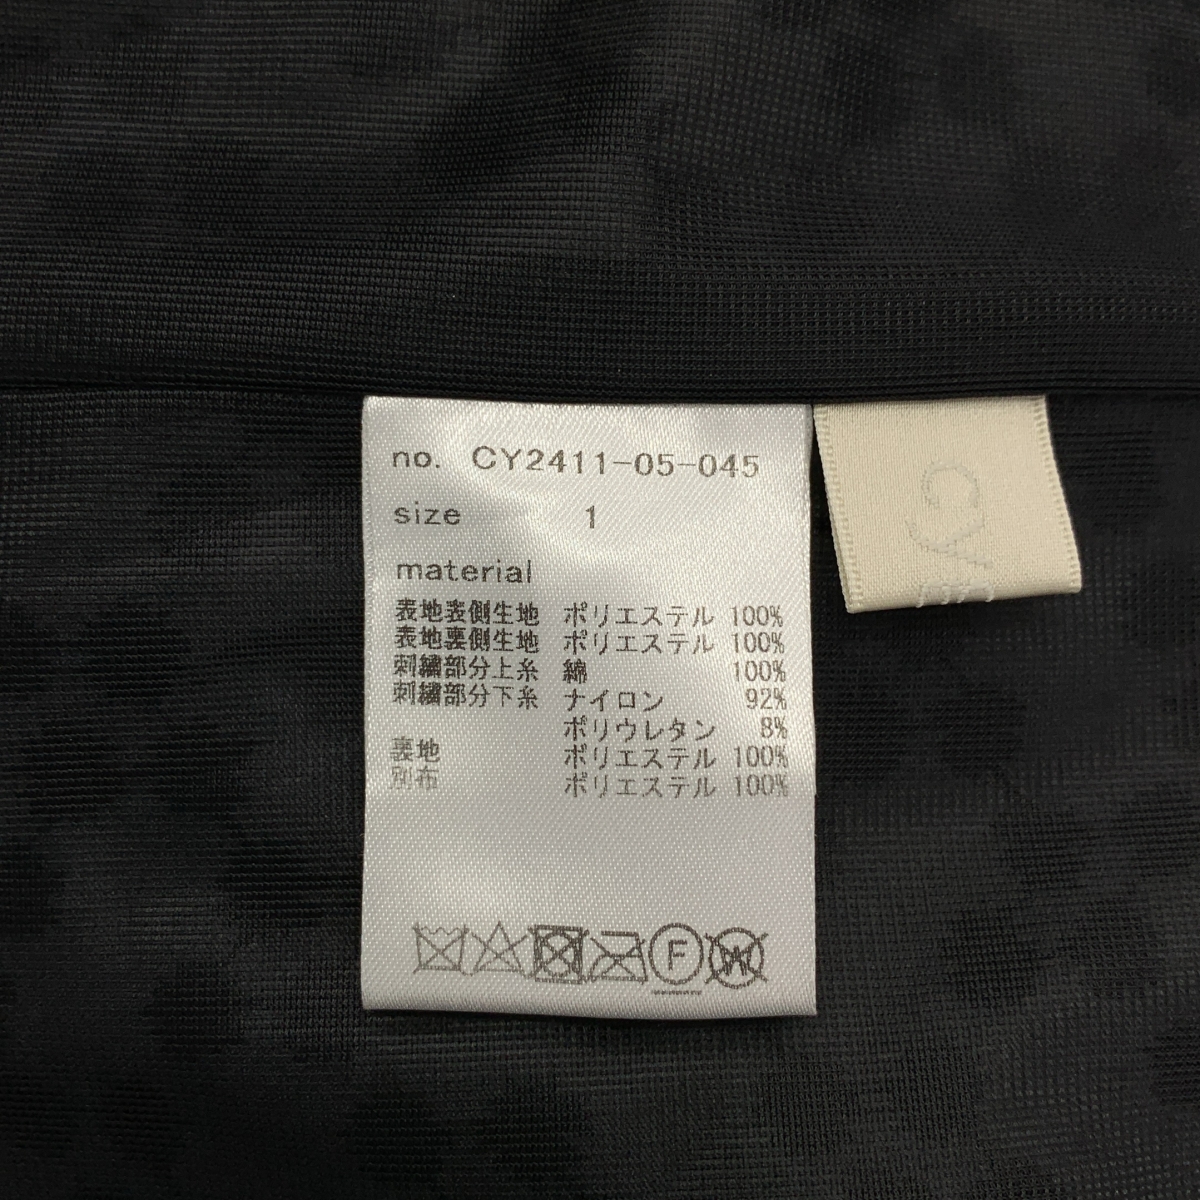 no. CY2411-05-045
size 1
material
表地表側生地 ポリエステル 100%
表地裏側生地 ポリエステル 100%
刺繍部分上糸 綿 100%
刺繍部分下糸 ナイロン 92%
ポリウレタン 8%
裏地 ポリエステル 100%
別布 ポリエステル 100%
F
W